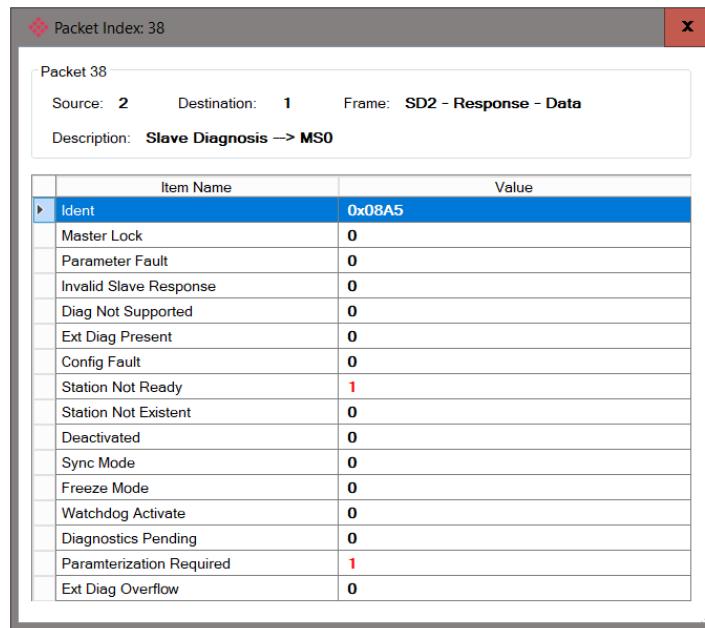 Packet Index: 38
x
Packet 38
Source: 2 Destination: 1 Frame: SD2 - Response - Data
Description: Slave Diagnosis --> MS0
Item Name Value
Ident 0x08A5
Master Lock 0
Parameter Fault 0
Invalid Slave Response 0
Diag Not Supported 0
Ext Diag Present 0
Config Fault 0
Station Not Ready 1
Station Not Existent 0
Deactivated 0
Sync Mode 0
Freeze Mode 0
Watchdog Activate 0
Diagnostics Pending 0
Paramterization Required 1
Ext Diag Overflow 0